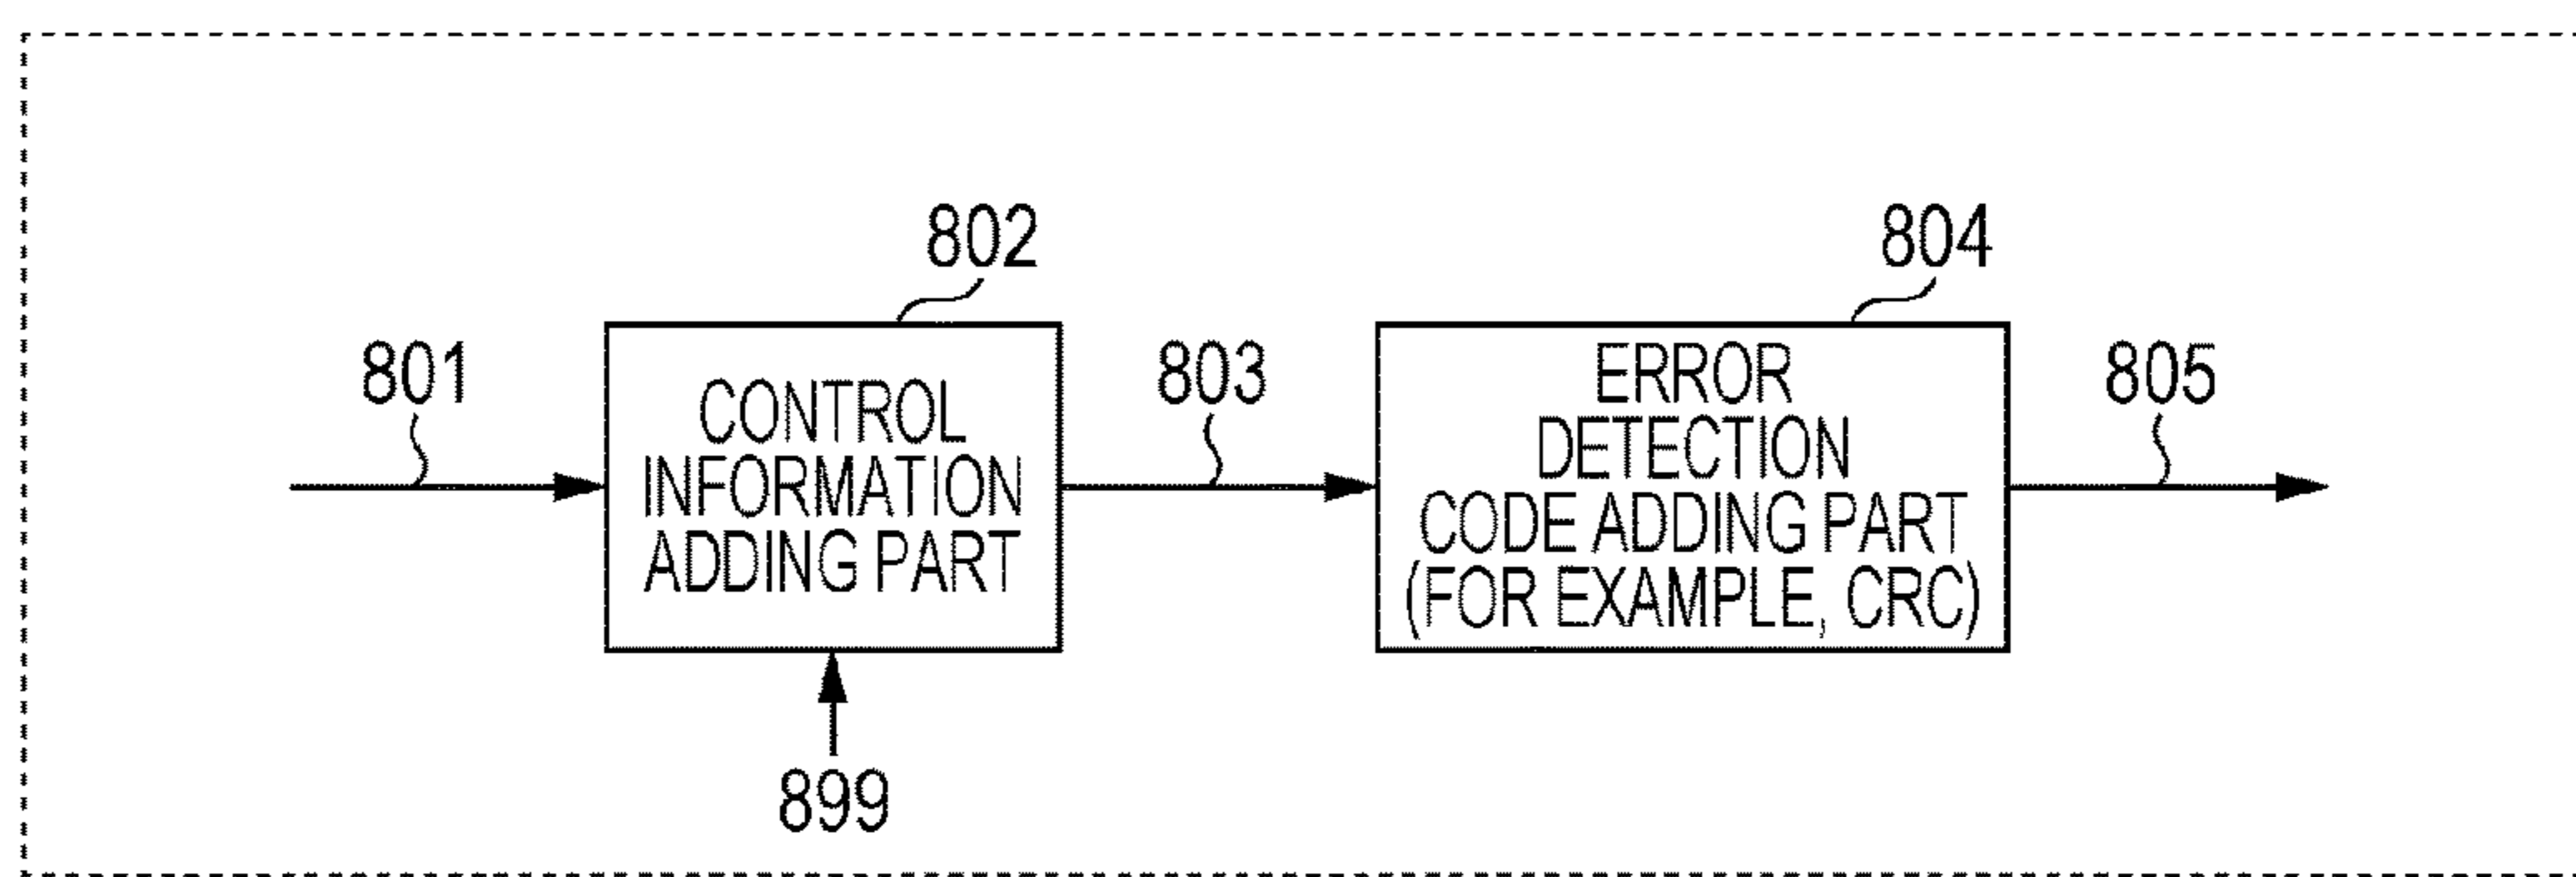 802
804
801
803
805
CONTROL
INFORMATION
ADDING PART
ERROR
DETECTION
CODE ADDING PART
(FOR EXAMPLE, CRC)
899